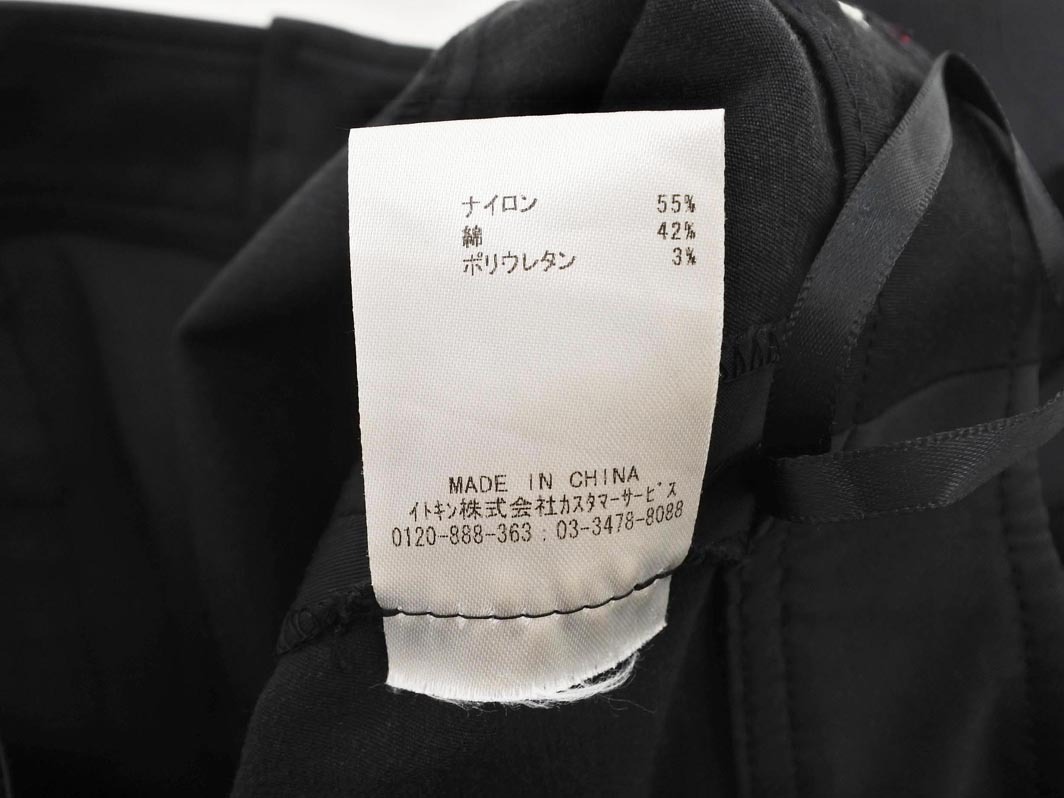 ナイロン 55%
綿 42%
ポリウレタン 3%
MADE IN CHINA
イトキン株式会社カスタマーサービス
0120-888-363 : 03-3478-8088